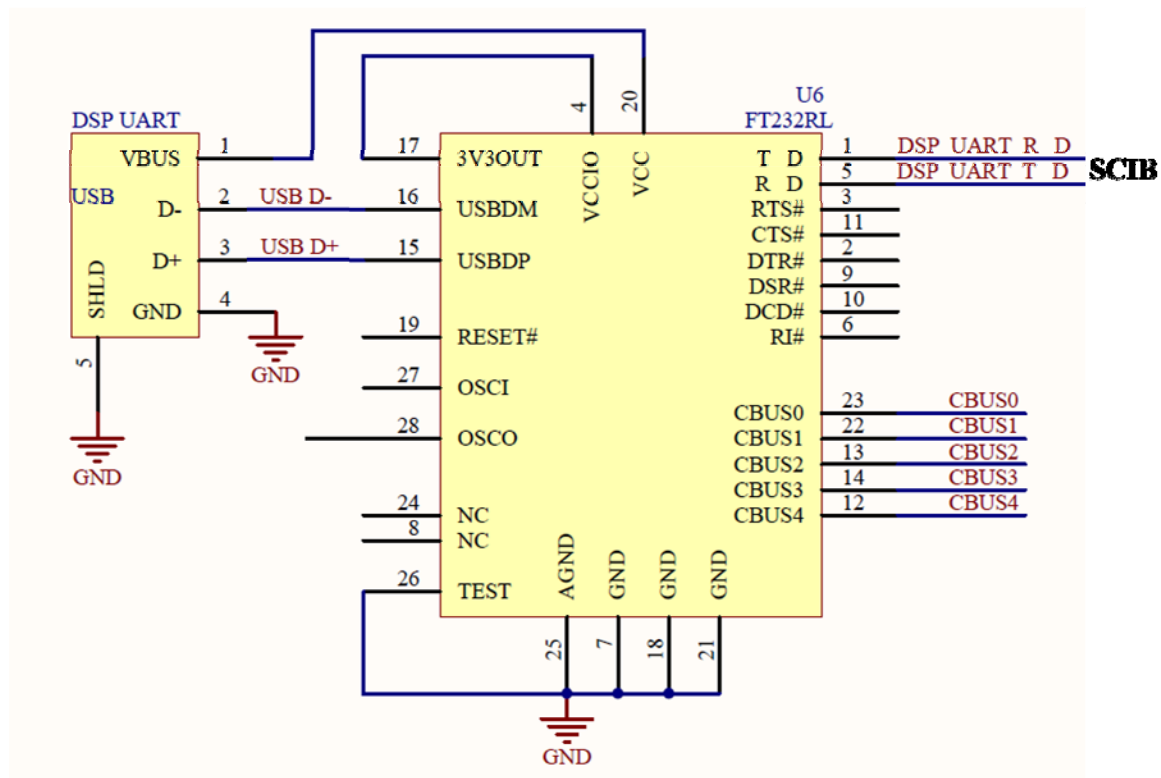 U6
DSP UART
FT232RL
4
20
1
VBUS
17
3V3OUT
VCCIO
VCC
T D
1
DSP UART R D
R D
5
DSP UART T D
SCIB
USB
2
D-
USB D-
16
USBDM
RTS#
3
CTS#
11
3
D+
USB D+
15
USBDP
DTR#
2
DSR#
9
SHLD
GND
4
DCD#
10
19
RESET#
RI#
6
5
GND
27
OSCI
28
OSCO
GND
CBUS0
23
CBUS0
CBUS1
22
CBUS1
CBUS2
13
CBUS2
CBUS3
14
CBUS3
CBUS4
12
CBUS4
24
NC
8
NC
26
TEST
AGND
GND
GND
GND
25
7
18
21
GND